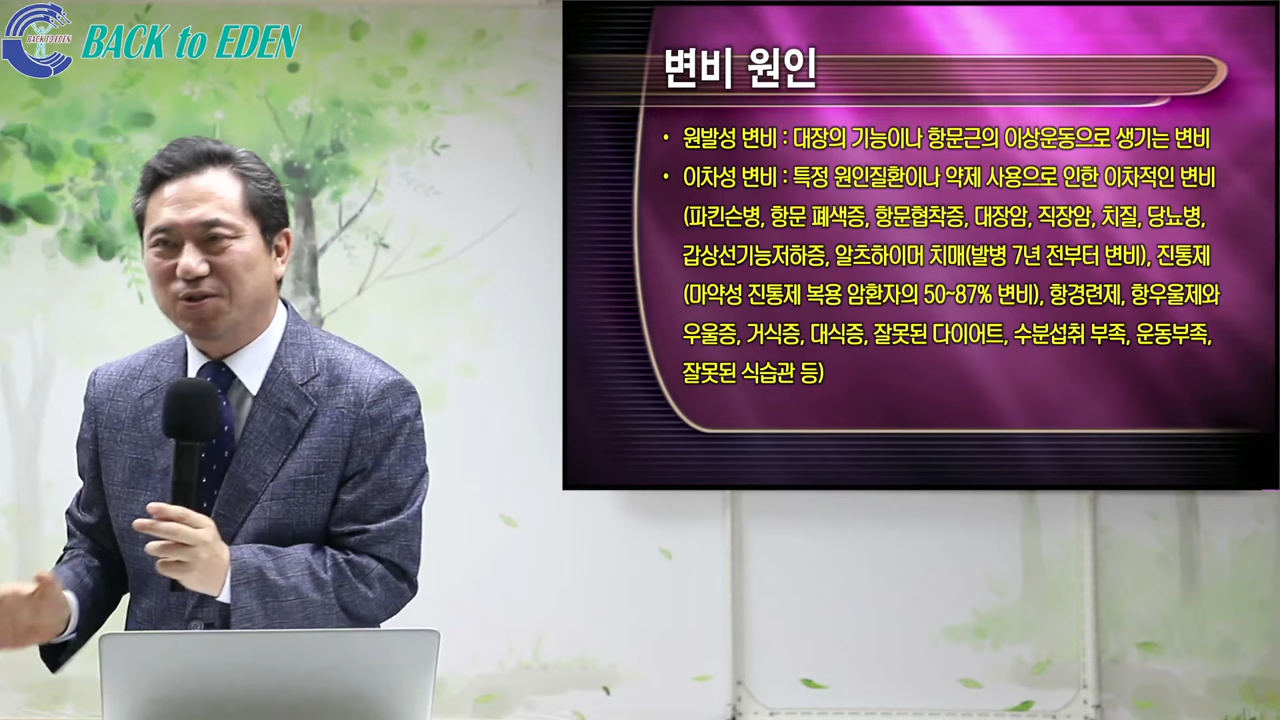 BACK TO EDEN
BACK to EDEN
변비 원인
• 원발성 변비 : 대장의 기능이나 항문근의 이상운동으로 생기는 변비
• 이차성 변비 : 특정 원인질환이나 약제 사용으로 인한 이차적인 변비
(파킨슨병, 항문 폐색증, 항문협착증, 대장암, 직장암, 치질, 당뇨병,
갑상선기능저하증, 알츠하이머 치매(발병 7년 전부터 변비), 진통제
(마약성 진통제 복용 암환자의 50~87% 변비), 항경련제, 항우울제와
우울증, 거식증, 대식증, 잘못된 다이어트, 수분섭취 부족, 운동부족,
잘못된 식습관 등)